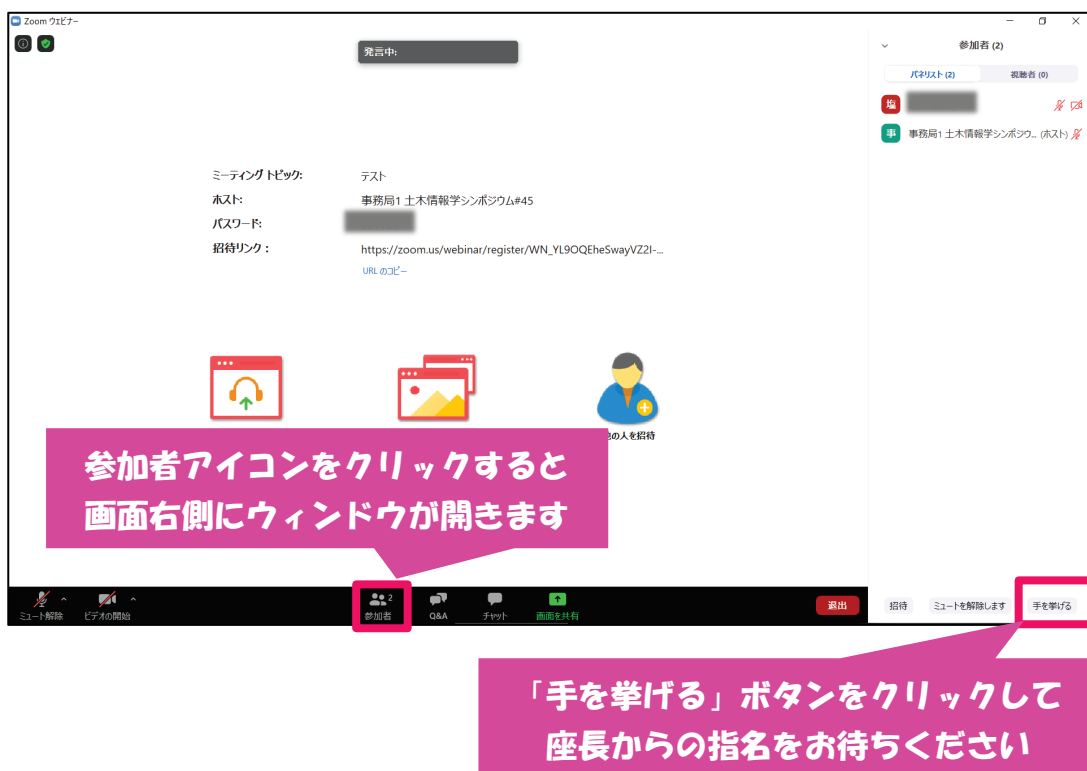 Zoom ウェビナー
発言中:
参加者 (2)
パネリスト (2)
視聴者 (0)
塩
事 事務局1 土木情報学シンポジウ... (ホスト)
ミーティング トピック: テスト
ホスト: 事務局1 土木情報学シンポジウム#45
パスワード:
招待リンク： https://zoom.us/webinar/register/WN_YL9OQEheSwayVZ2I-...
URL のコピー
の人を招待
参加者アイコンをクリックすると
画面右側にウィンドウが開きます
ミュート解除
ビデオの開始
2
参加者
Q&A
チャット
画面を共有
退出
招待
ミュートを解除します
手を挙げる
「手を挙げる」ボタンをクリックして
座長からの指名をお待ちください